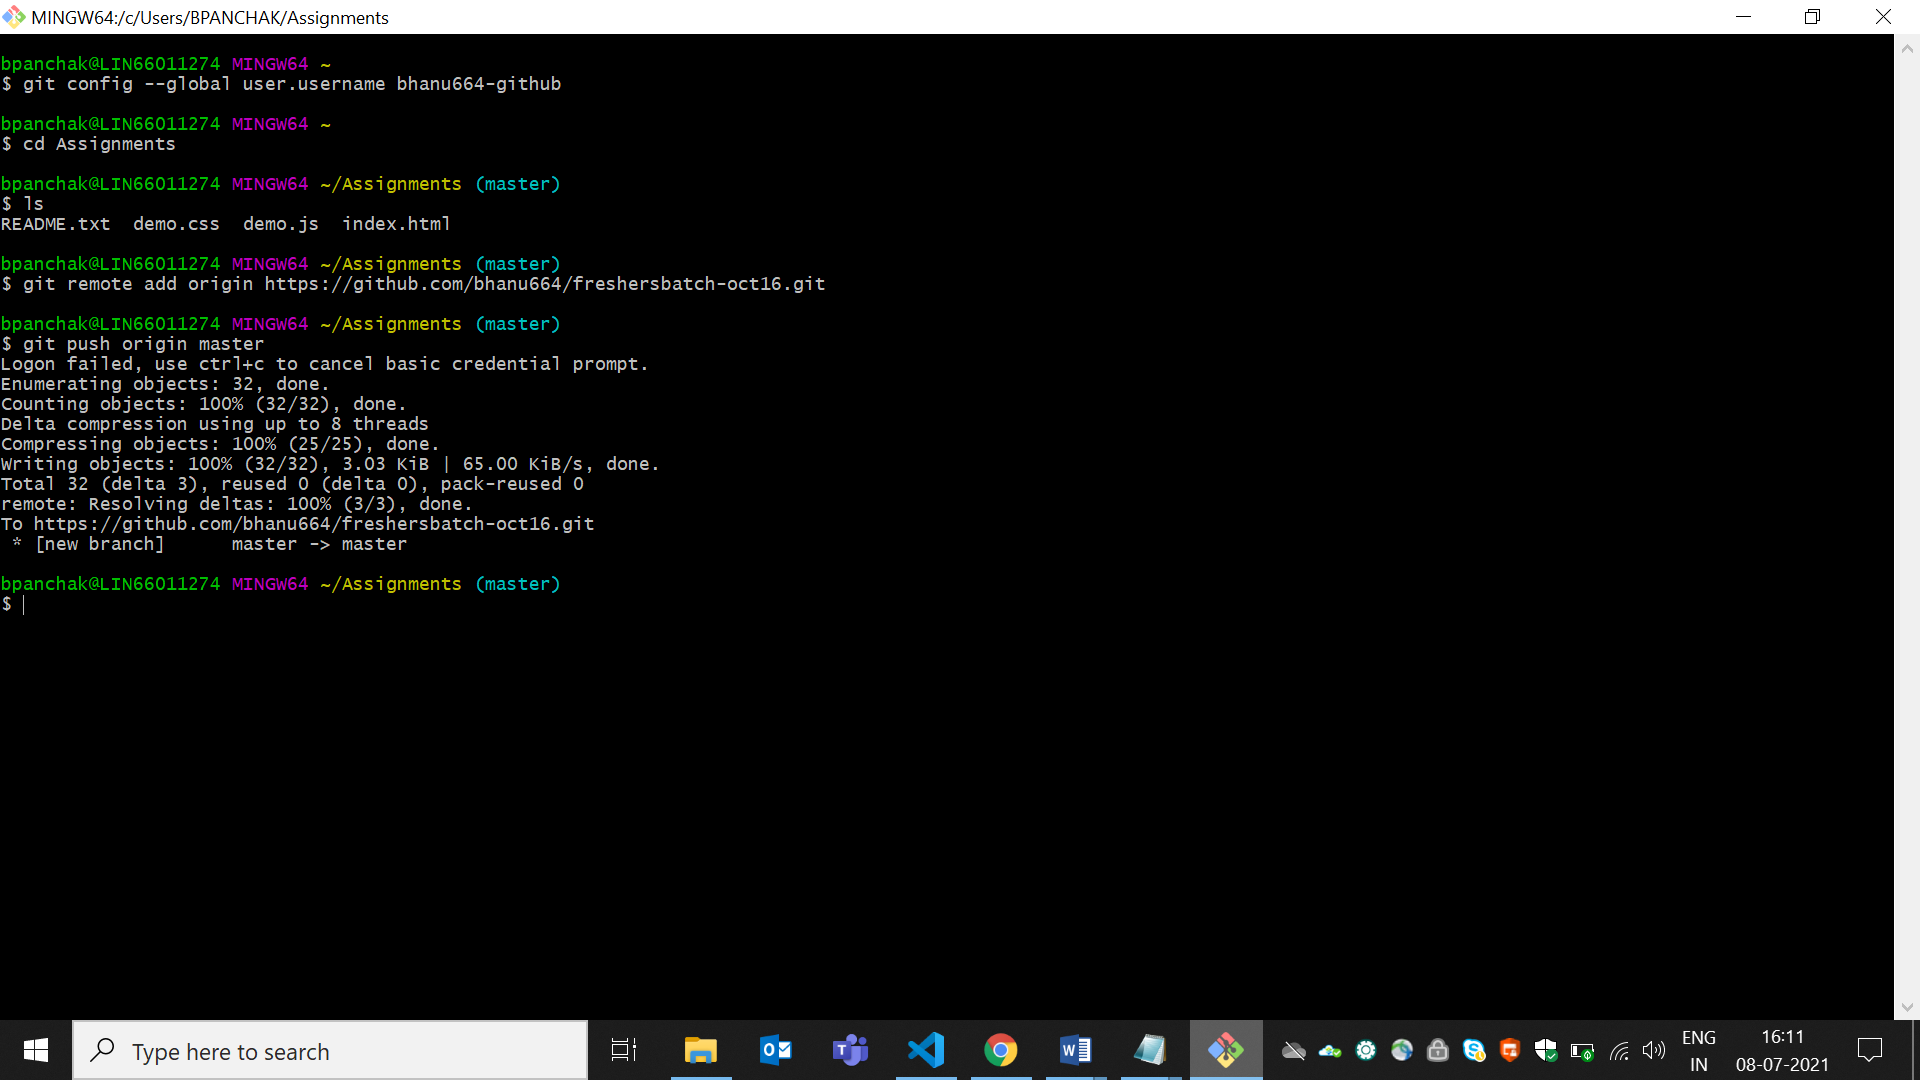 MINGW64:/c/Users/BPANCHAK/Assignments
bpanchak@LIN66011274 MINGW64 ~
$ git config --global user.username bhanu664-github
bpanchak@LIN66011274 MINGW64 ~
$ cd Assignments
bpanchak@LIN66011274 MINGW64 ~/Assignments (master)
$ ls
README.txt  demo.css  demo.js  index.html
bpanchak@LIN66011274 MINGW64 ~/Assignments (master)
$ git remote add origin https://github.com/bhanu664/freshersbatch-oct16.git
bpanchak@LIN66011274 MINGW64 ~/Assignments (master)
$ git push origin master
Logon failed, use ctrl+c to cancel basic credential prompt.
Enumerating objects: 32, done.
Counting objects: 100% (32/32), done.
Delta compression using up to 8 threads
Compressing objects: 100% (25/25), done.
Writing objects: 100% (32/32), 3.03 KiB | 65.00 KiB/s, done.
Total 32 (delta 3), reused 0 (delta 0), pack-reused 0
remote: Resolving deltas: 100% (3/3), done.
To https://github.com/bhanu664/freshersbatch-oct16.git
 * [new branch]      master -> master
bpanchak@LIN66011274 MINGW64 ~/Assignments (master)
$
Type here to search
ENG
IN
16:11
08-07-2021